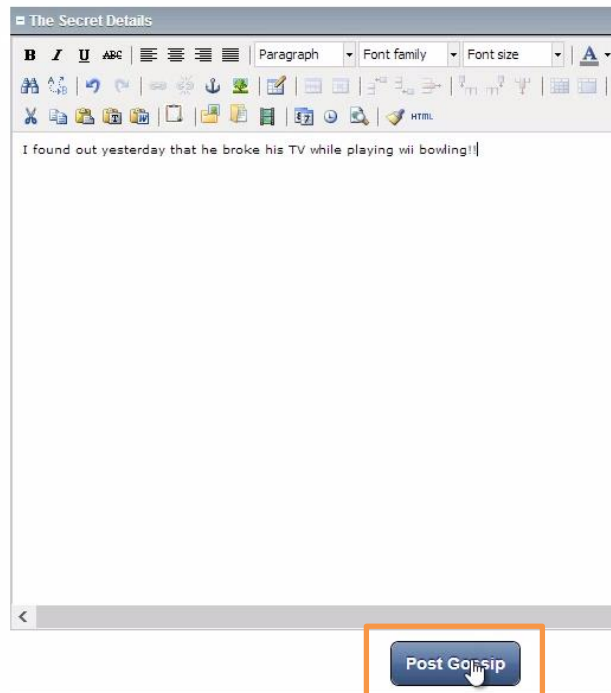 The Secret Details
B I U ABC Paragraph Font family Font size A
HTML
I found out yesterday that he broke his TV while playing wii bowling!!
Post Gossip